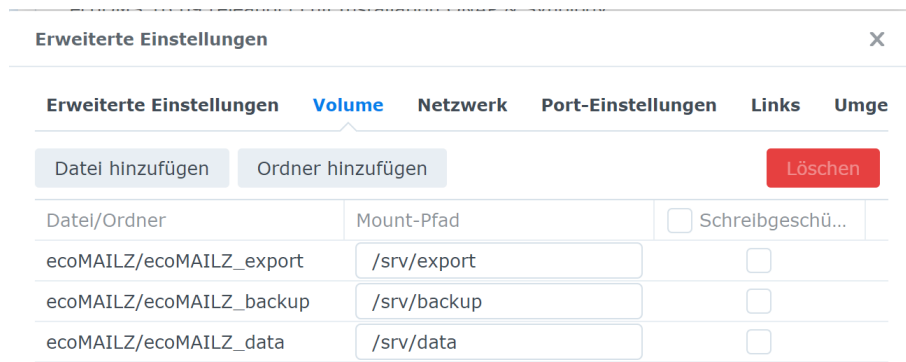 Erweiterte Einstellungen
Erweiterte Einstellungen Volume Netzwerk Port-Einstellungen Links Umge
Datei hinzufügen Ordner hinzufügen Löschen
Datei/Ordner Mount-Pfad Schreibgeschü...
ecoMAILZ/ecoMAILZ_export /srv/export
ecoMAILZ/ecoMAILZ_backup /srv/backup
ecoMAILZ/ecoMAILZ_data /srv/data